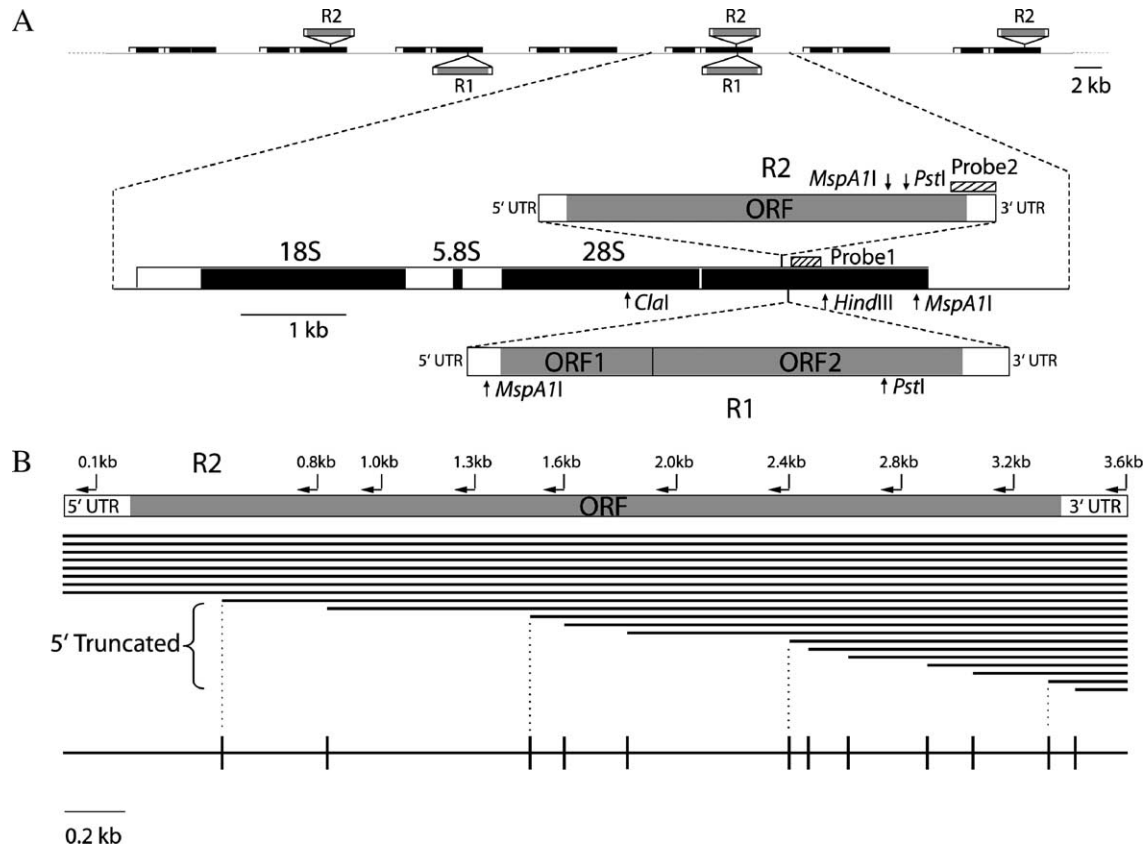 A
R2
R2
R2
R1
R1
2 kb
R2
MspA1I
PstI
Probe2
5′ UTR
ORF
3′ UTR
18S
5.8S
28S
Probe1
ClaI
HindIII
MspA1I
1 kb
5′ UTR
ORF1
ORF2
3′ UTR
MspA1I
PstI
R1
B
0.1kb
R2
0.8kb
1.0kb
1.3kb
1.6kb
2.0kb
2.4kb
2.8kb
3.2kb
3.6kb
5′ UTR
ORF
3′ UTR
5′ Truncated
0.2 kb